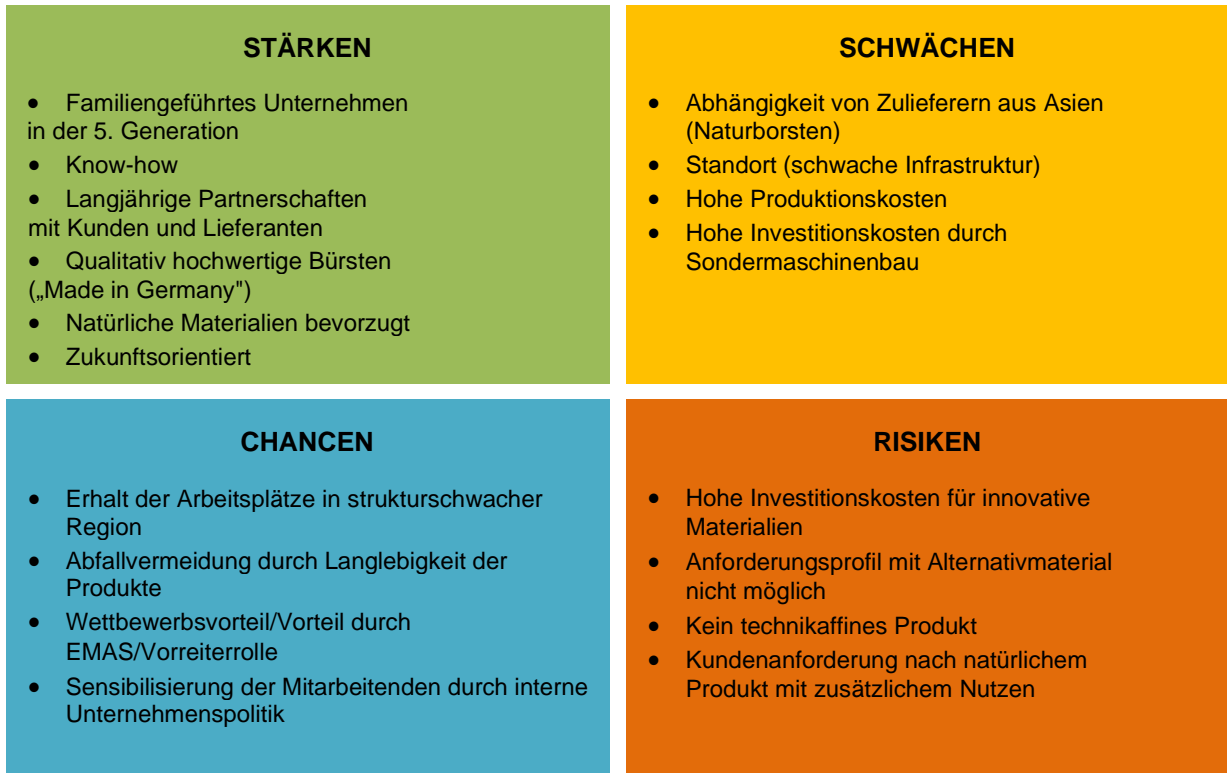 STÄRKEN
• Familiengeführtes Unternehmen
in der 5. Generation
• Know-how
• Langjährige Partnerschaften
mit Kunden und Lieferanten
• Qualitativ hochwertige Bürsten
(„Made in Germany")
• Natürliche Materialien bevorzugt
• Zukunftsorientiert
SCHWÄCHEN
• Abhängigkeit von Zulieferern aus Asien
(Naturborsten)
• Standort (schwache Infrastruktur)
• Hohe Produktionskosten
• Hohe Investitionskosten durch
Sondermaschinenbau
CHANCEN
• Erhalt der Arbeitsplätze in strukturschwacher
Region
• Abfallvermeidung durch Langlebigkeit der
Produkte
• Wettbewerbsvorteil/Vorteil durch
EMAS/Vorreiterrolle
• Sensibilisierung der Mitarbeitenden durch interne
Unternehmenspolitik
RISIKEN
• Hohe Investitionskosten für innovative
Materialien
• Anforderungsprofil mit Alternativmaterial
nicht möglich
• Kein technikaffines Produkt
• Kundenanforderung nach natürlichem
Produkt mit zusätzlichem Nutzen